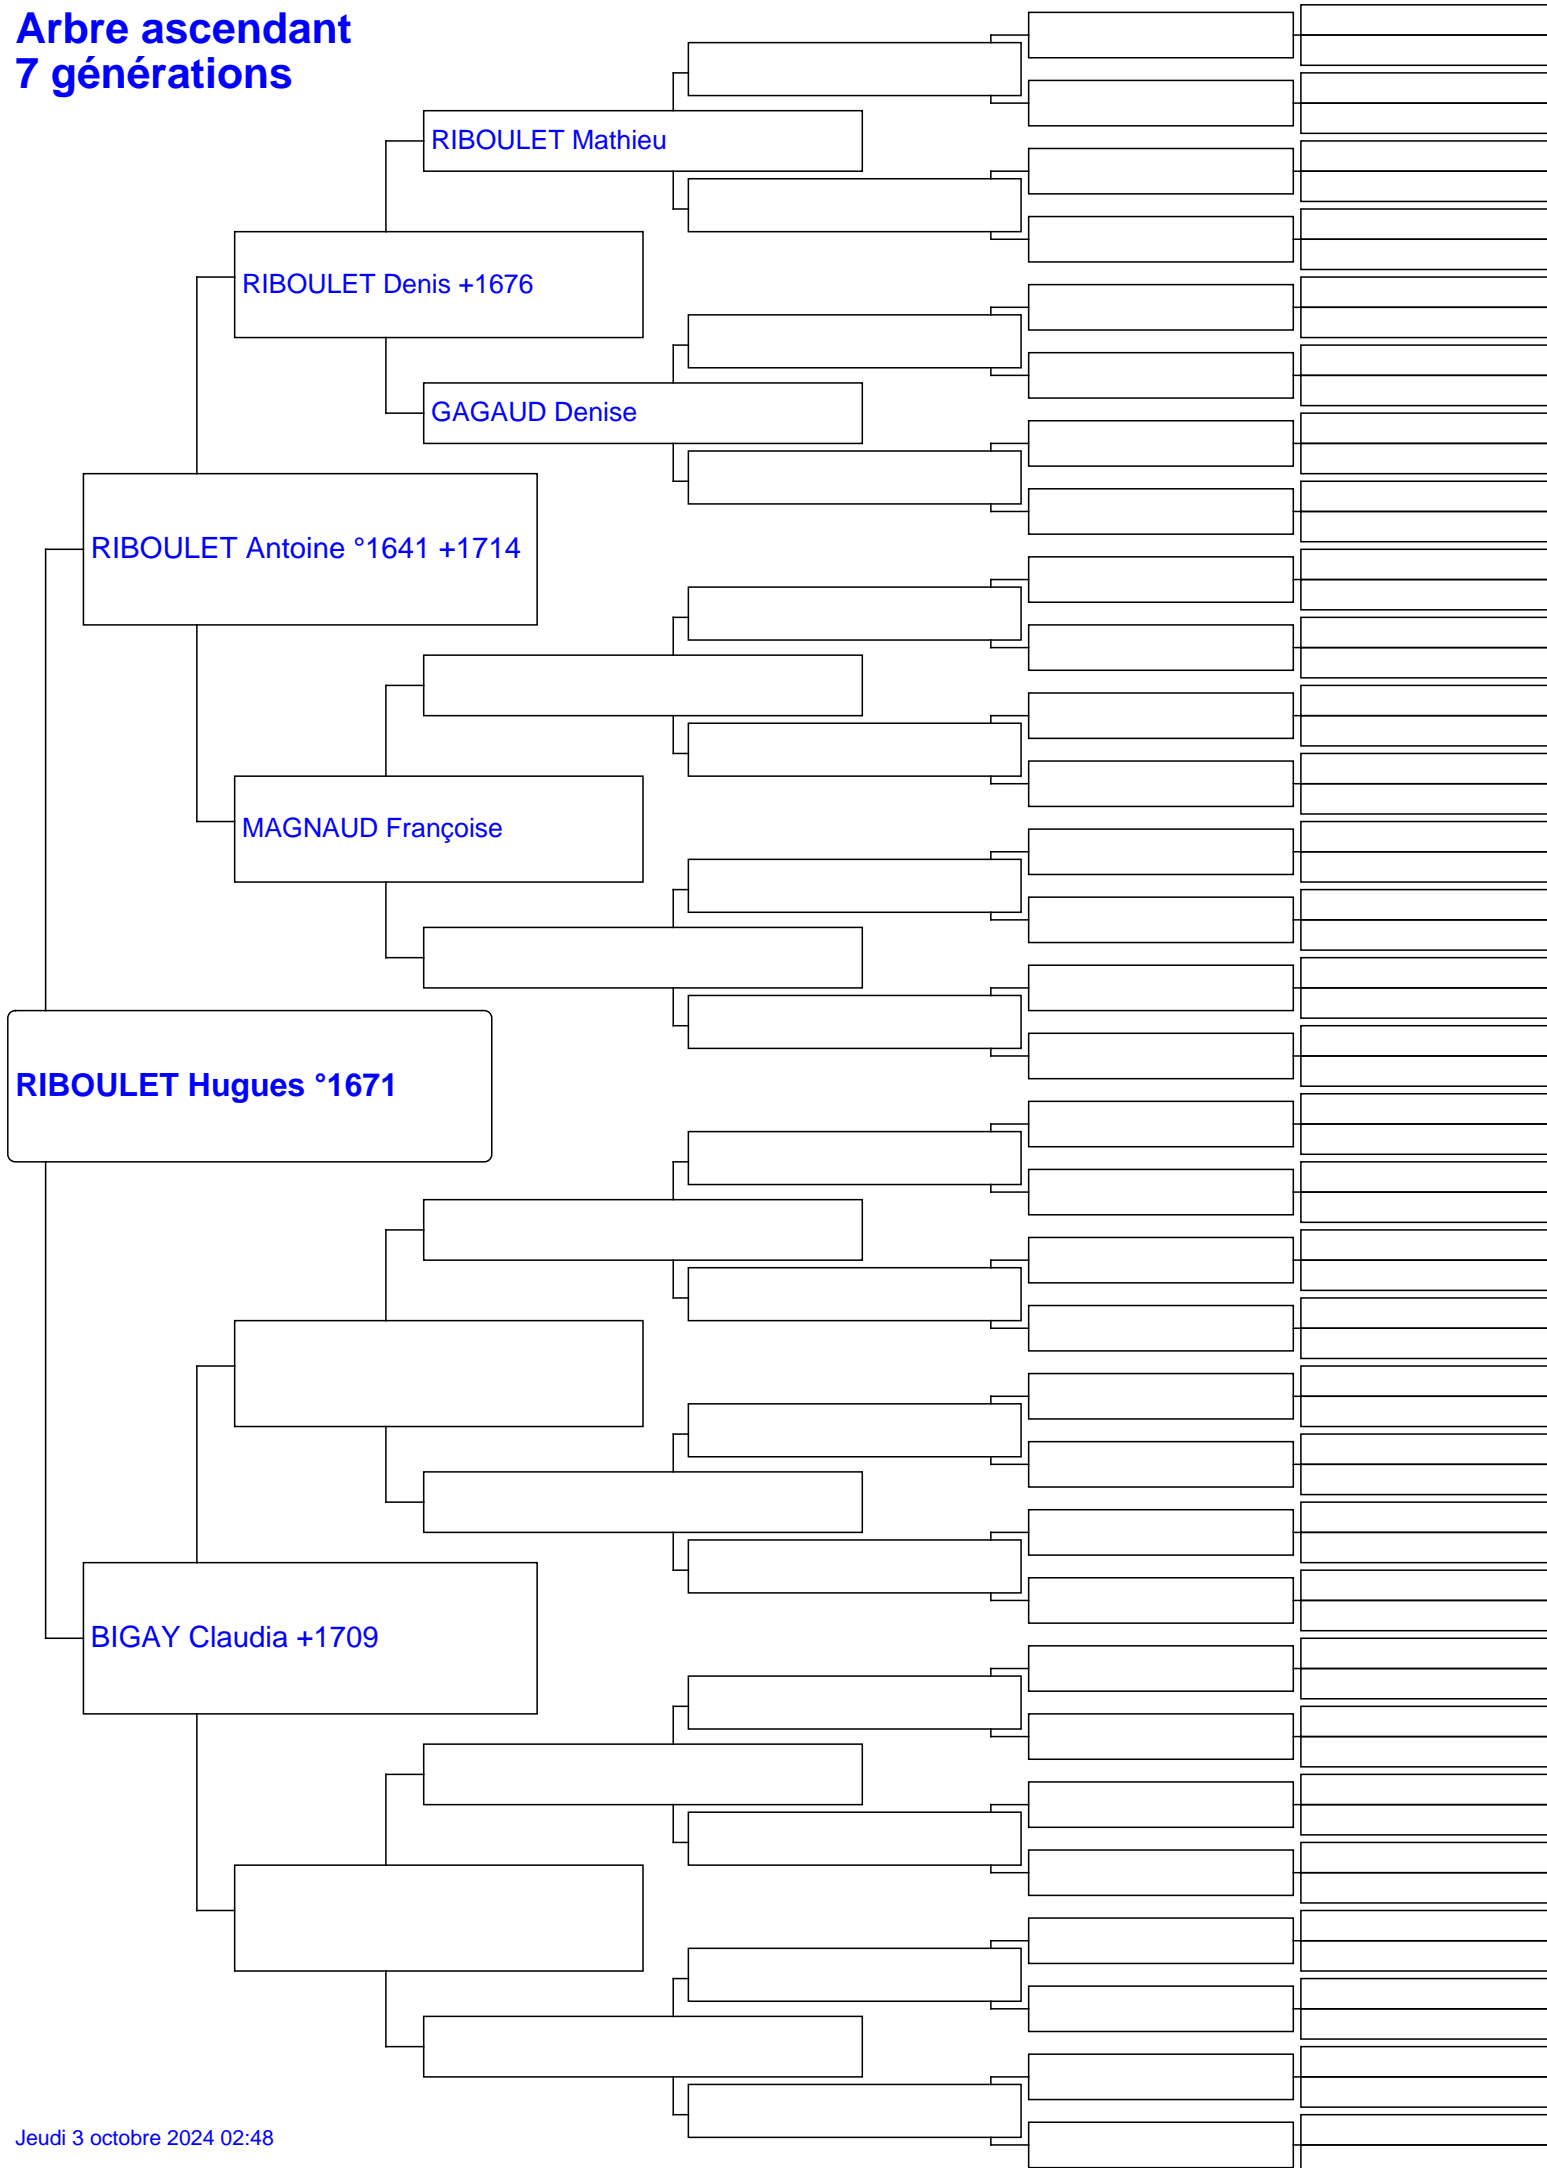 Arbre ascendant
7 générations
RIBOULET Mathieu
RIBOULET Denis +1676
GAGAUD Denise
RIBOULET Antoine °1641 +1714
MAGNAUD Françoise
RIBOULET Hugues °1671
BIGAY Claudia +1709
Jeudi 3 octobre 2024 02:48